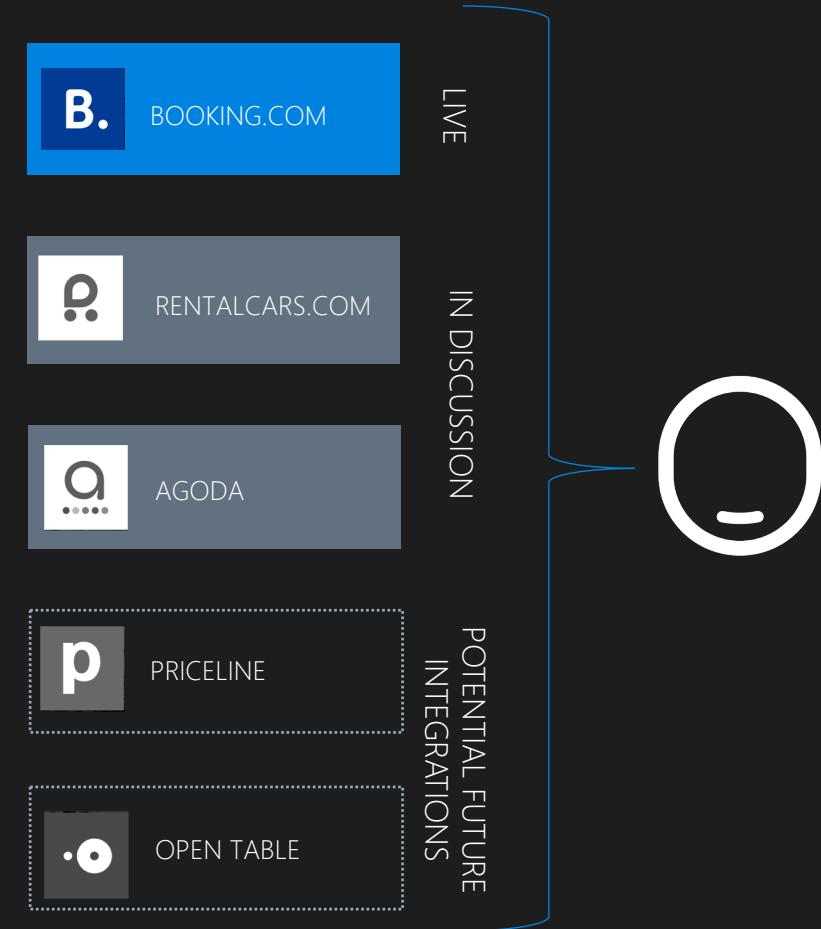 B.
BOOKING.COM
LIVE
RENTALCARS.COM
IN DISCUSSION
a
AGODA
p
PRICELINE
POTENTIAL FUTURE
INTEGRATIONS
OPEN TABLE